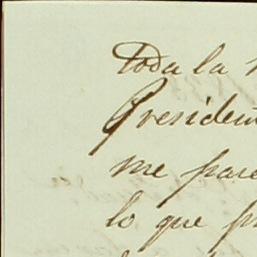 toda la
Presiden
me pare
lo que p